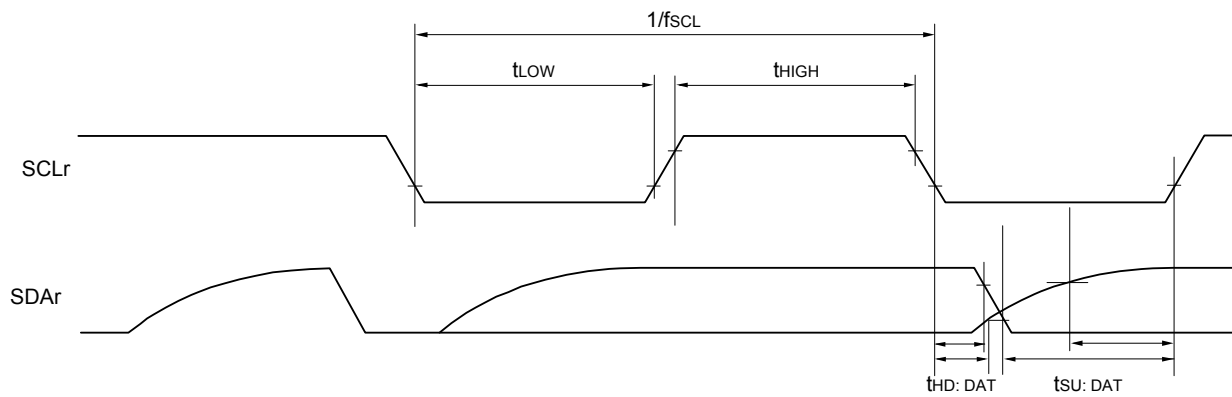 1/fSCL
tLOW
tHIGH
SCLr
SDAr
tHD: DAT
tSU: DAT